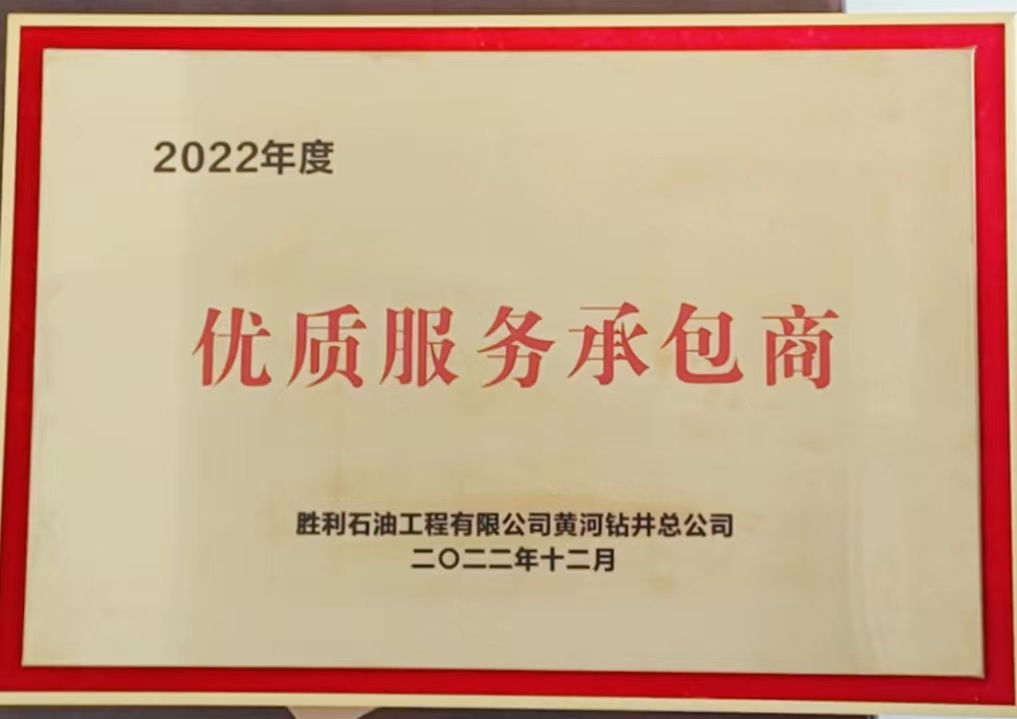 2022年度
优质服务承包商
胜利石油工程有限公司黄河钻井总公司
二〇二二年十二月